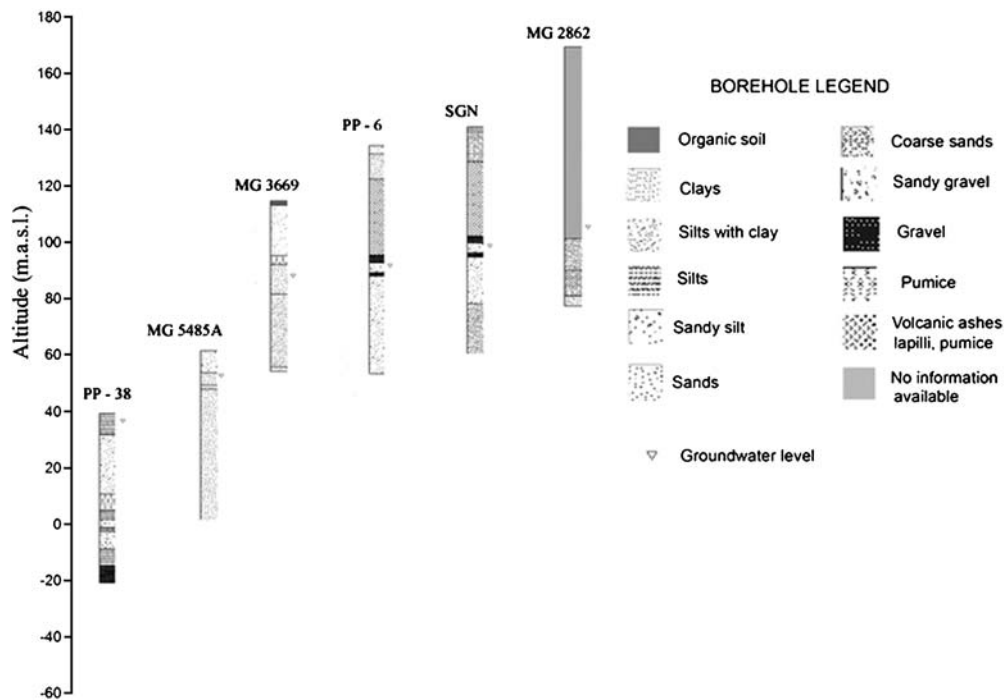 180
160
140
120
100
80
60
40
20
0
-20
-40
-60
Altitude (m.a.s.l.)
PP - 38
MG 5485A
MG 3669
PP - 6
SGN
MG 2862
BOREHOLE LEGEND
Organic soil
Clays
Silts with clay
Silts
Sandy silt
Sands
Coarse sands
Sandy gravel
Gravel
Pumice
Volcanic ashes
lapilli, pumice
No information
available
Groundwater level